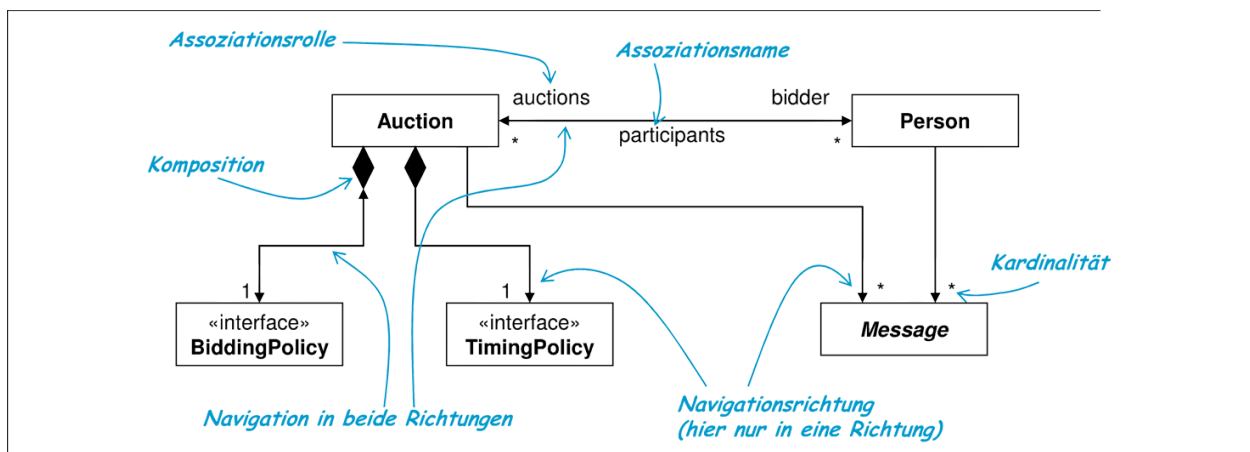 Assoziationsrolle
Assoziationsname
auctions
bidder
Auction
participants
Person
*
*
Komposition
Kardinalität
1
1
*
*
«interface»
BiddingPolicy
«interface»
TimingPolicy
Message
Navigation in beide Richtungen
Navigationsrichtung
(hier nur in eine Richtung)